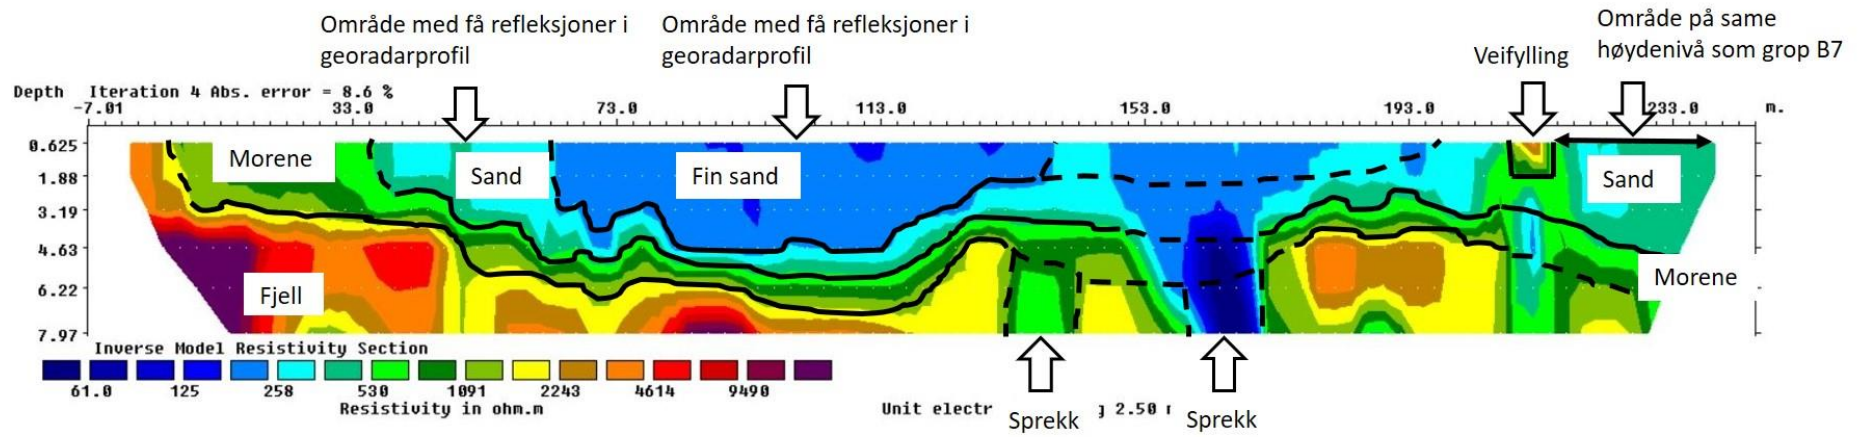 Område med få refleksjoner i
georadarprofil
Område med få refleksjoner i
georadarprofil
Område på same
høydenivå som grop B7
Veifylling
Depth Iteration 4 Abs. error = 8.6 %
-7.01 33.0 73.0 113.0 153.0 193.0 233.0 m.
0.625
1.88
3.19
4.63
6.22
7.97
Morene
Sand
Fin sand
Sand
Fjell
Morene
Inverse Model Resistivity Section
61.0 125 258 530 1091 2243 4614 9490
Resistivity in ohm.m
Unit electr g 2.50
Sprekk
Sprekk